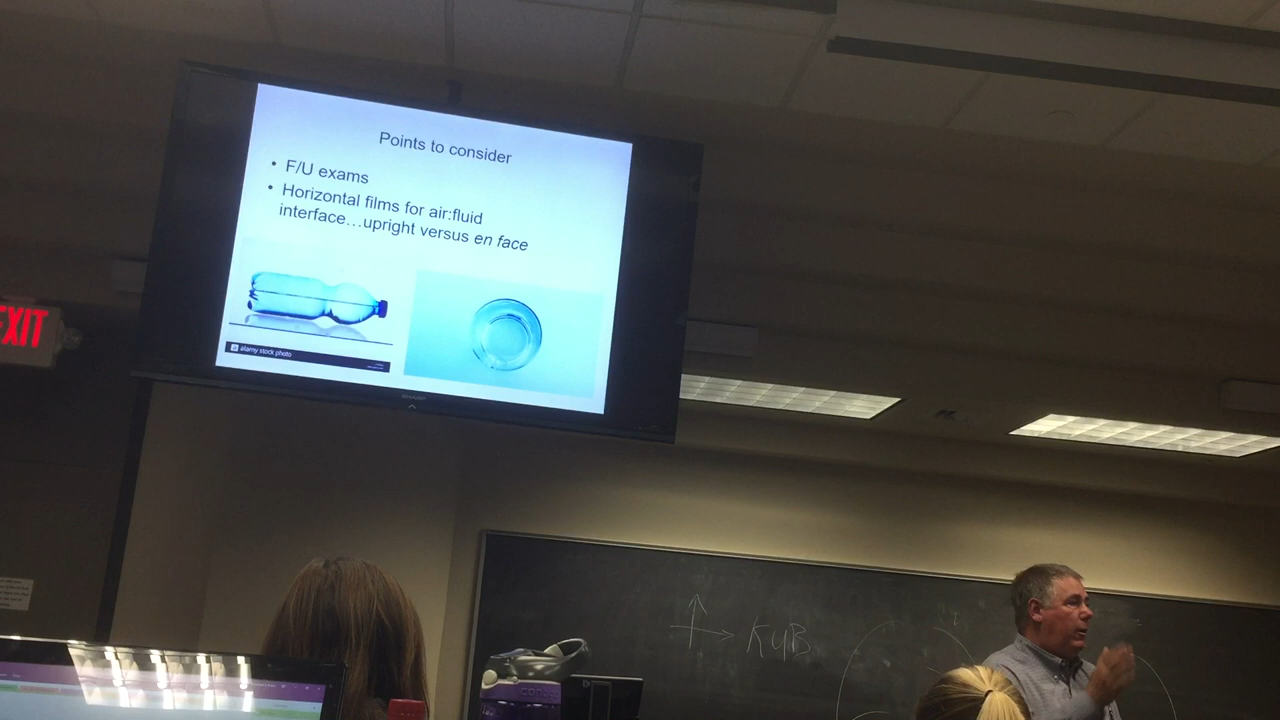 Points to consider
• F/U exams
• Horizontal films for air:fluid
interface...upright versus en face
alamy stock photo
SHARP
EXIT
KUB